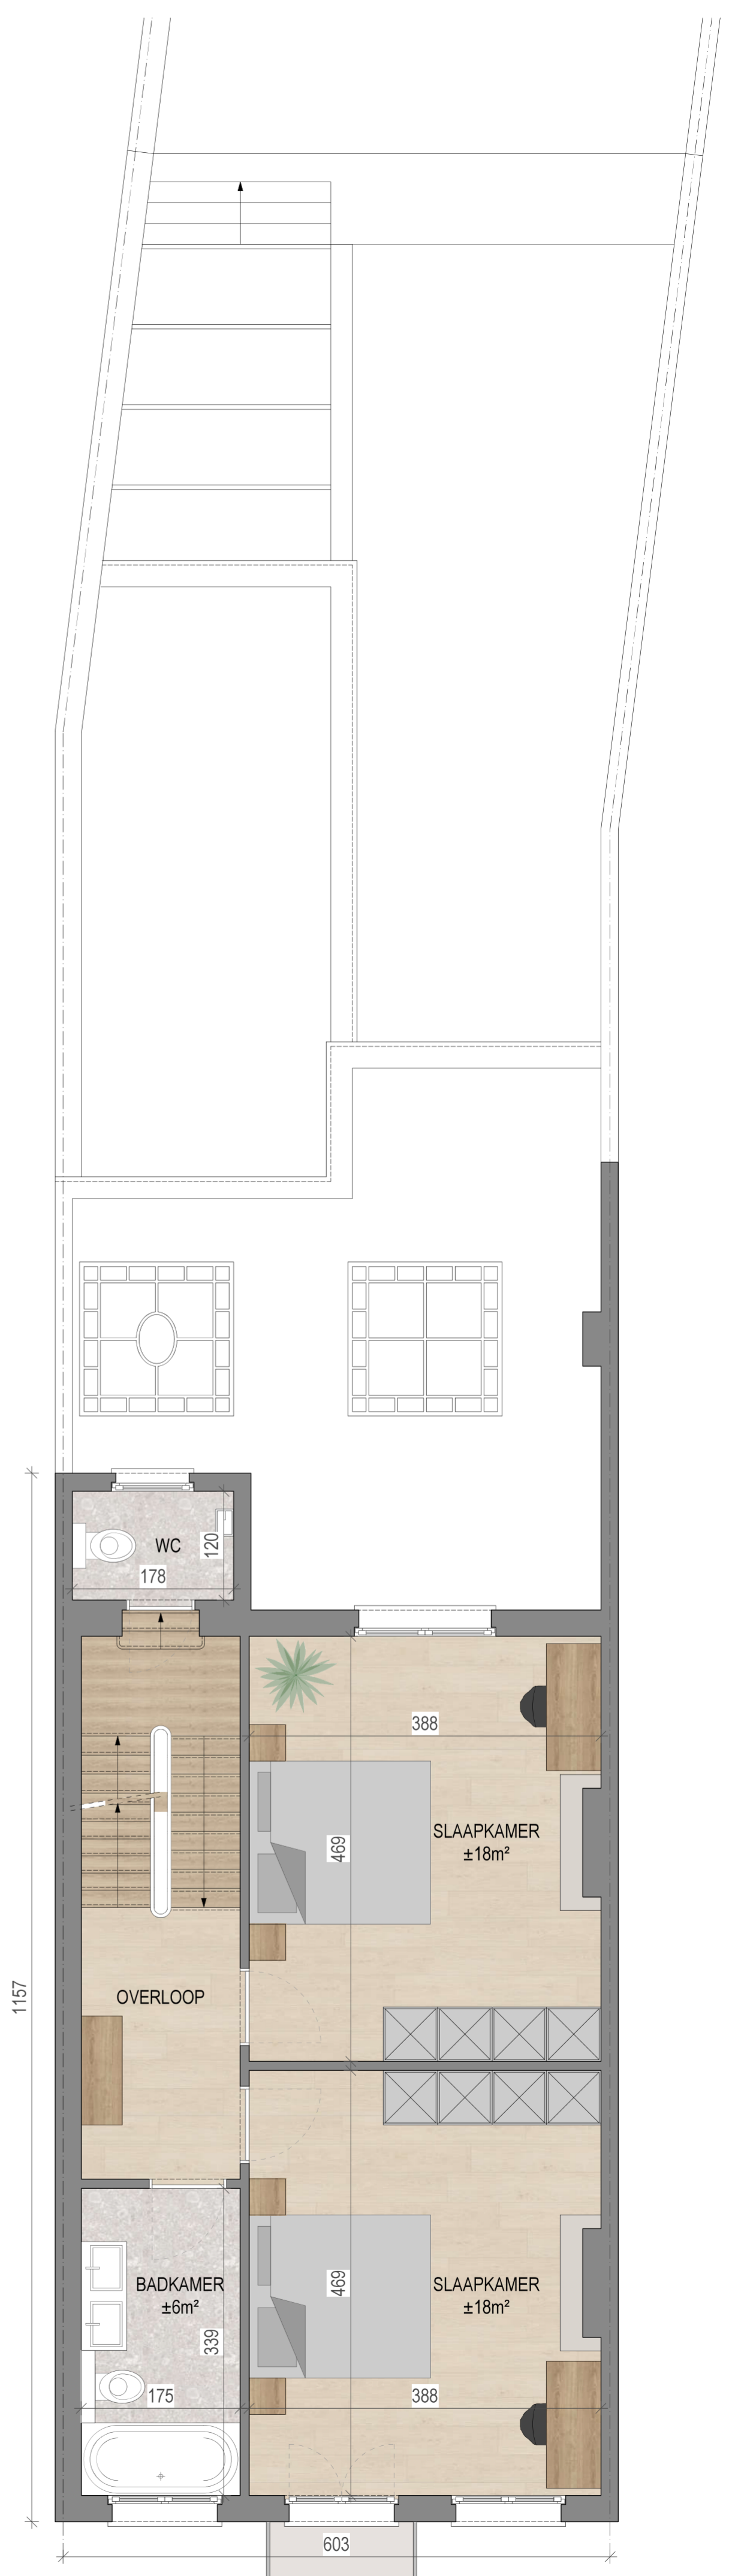 WC
120
178
388
SLAAPKAMER
±18m²
469
OVERLOOP
1157
BADKAMER
±6m²
339
469
SLAAPKAMER
±18m²
175
388
603